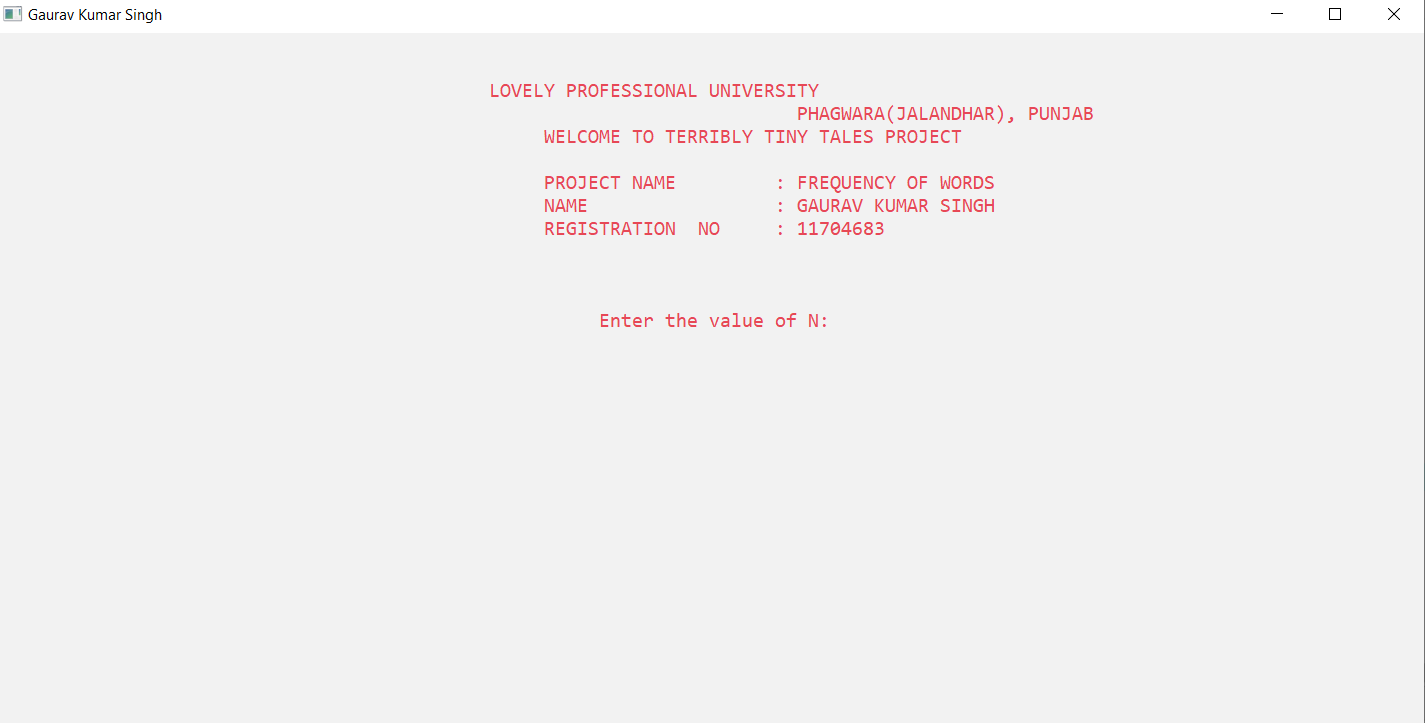 Gaurav Kumar Singh
LOVELY PROFESSIONAL UNIVERSITY
PHAGWARA(JALANDHAR), PUNJAB
WELCOME TO TERRIBLY TINY TALES PROJECT
PROJECT NAME : FREQUENCY OF WORDS
NAME : GAURAV KUMAR SINGH
REGISTRATION NO : 11704683
Enter the value of N: